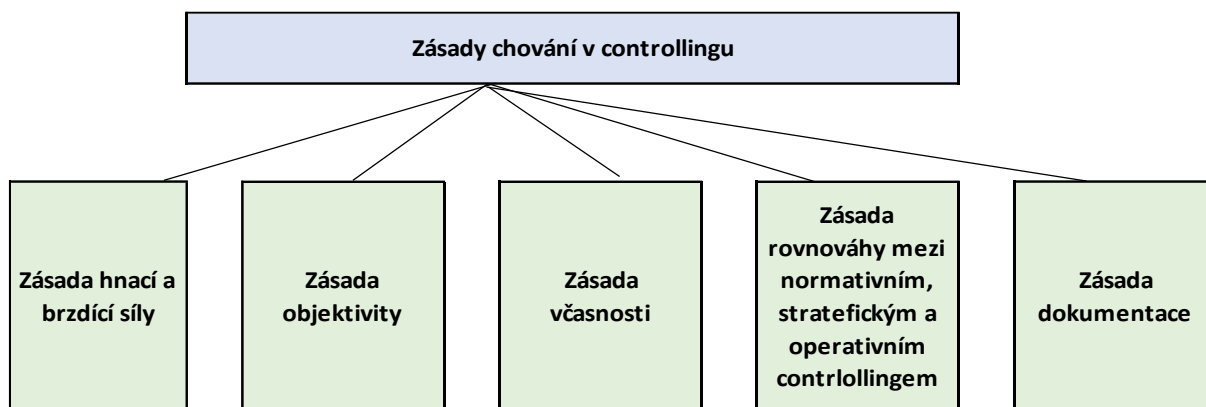 Zásady chování v controllingu
Zásada hnací a
brzdící síly
Zásada
objektivity
Zásada
včasnosti
Zásada
rovnováhy mezi
normativním,
stratefickým a
operativním
contrlollingem
Zásada
dokumentace